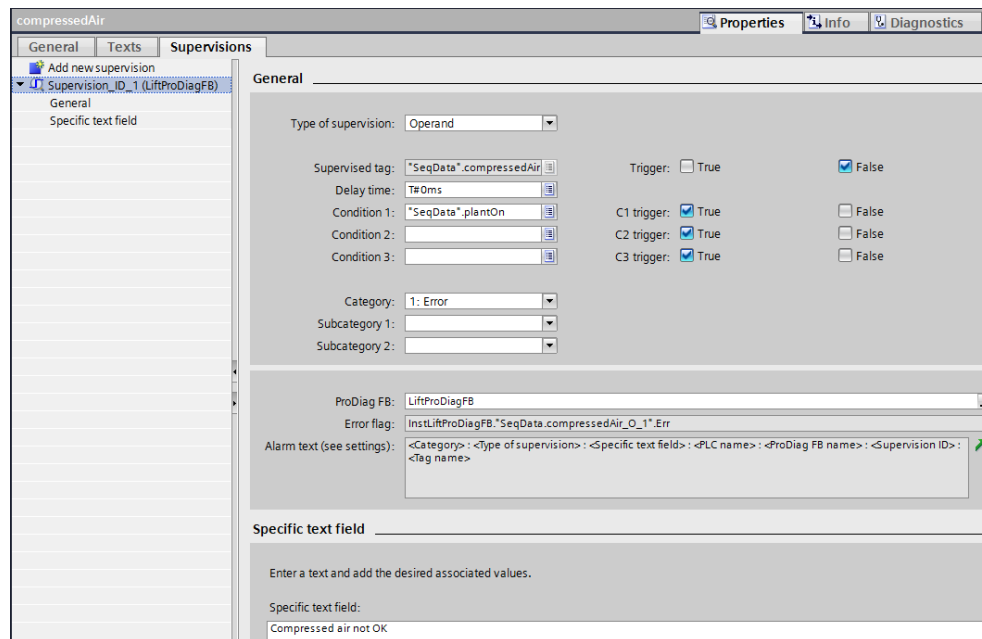 compressedAir
Properties Info Diagnostics
General Texts Supervisions
Add new supervision
Supervision_ID_1 (LiftProDiagFB)
General
Specific text field
General
Type of supervision: Operand
Supervised tag: "SeqData".compressedAir Trigger: True False
Delay time: T#0ms
Condition 1: "SeqData".plantOn C1 trigger: True False
Condition 2: C2 trigger: True False
Condition 3: C3 trigger: True False
Category: 1: Error
Subcategory 1:
Subcategory 2:
ProDiag FB: LiftProDiagFB
Error flag: InstLiftProDiagFB."SeqData.compressedAir_O_1".Err
Alarm text (see settings): <Category> : <Type of supervision> : <Specific text field> : <PLC name> : <ProDiag FB name> : <Supervision ID> :
<Tag name>
Specific text field
Enter a text and add the desired associated values.
Specific text field:
Compressed air not OK